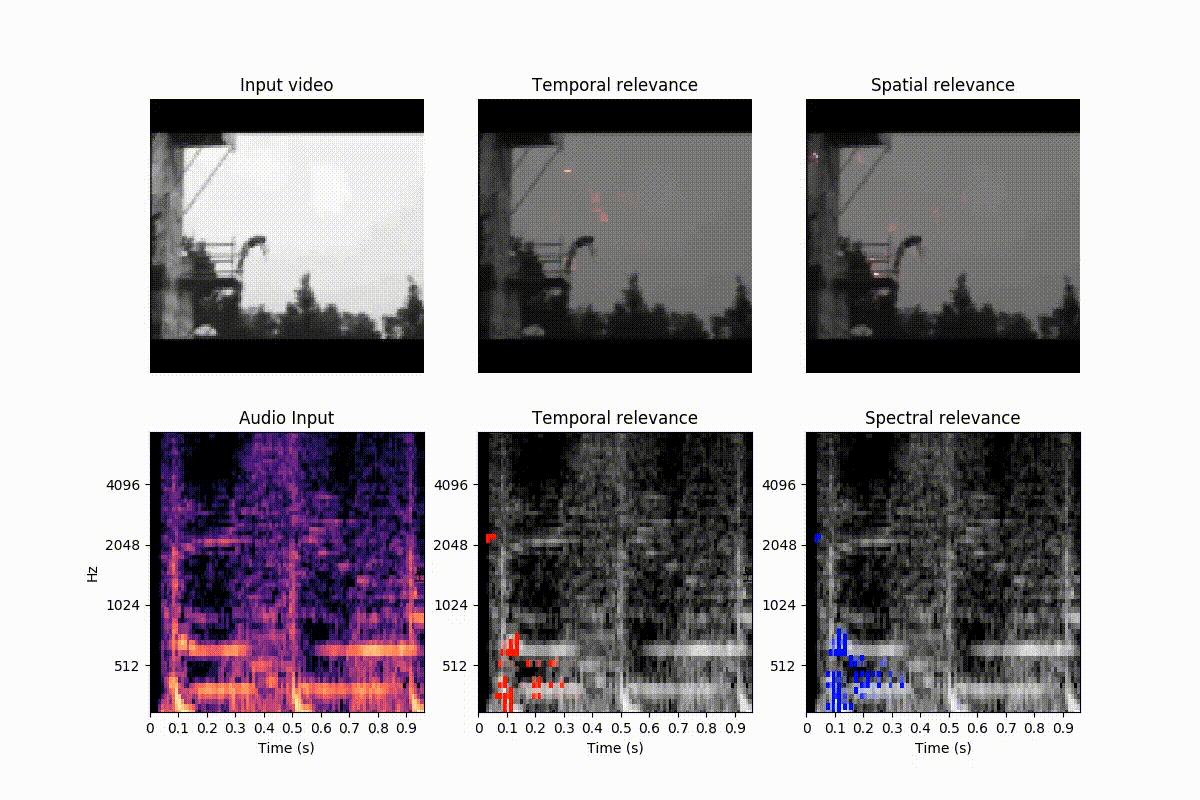 Input video
Temporal relevance
Spatial relevance
Audio Input
Temporal relevance
Spectral relevance
Hz
4096
2048
1024
512
0 0.1 0.2 0.3 0.4 0.5 0.6 0.7 0.8 0.9
Time (s)
4096
2048
1024
512
0 0.1 0.2 0.3 0.4 0.5 0.6 0.7 0.8 0.9
Time (s)
4096
2048
1024
512
0 0.1 0.2 0.3 0.4 0.5 0.6 0.7 0.8 0.9
Time (s)